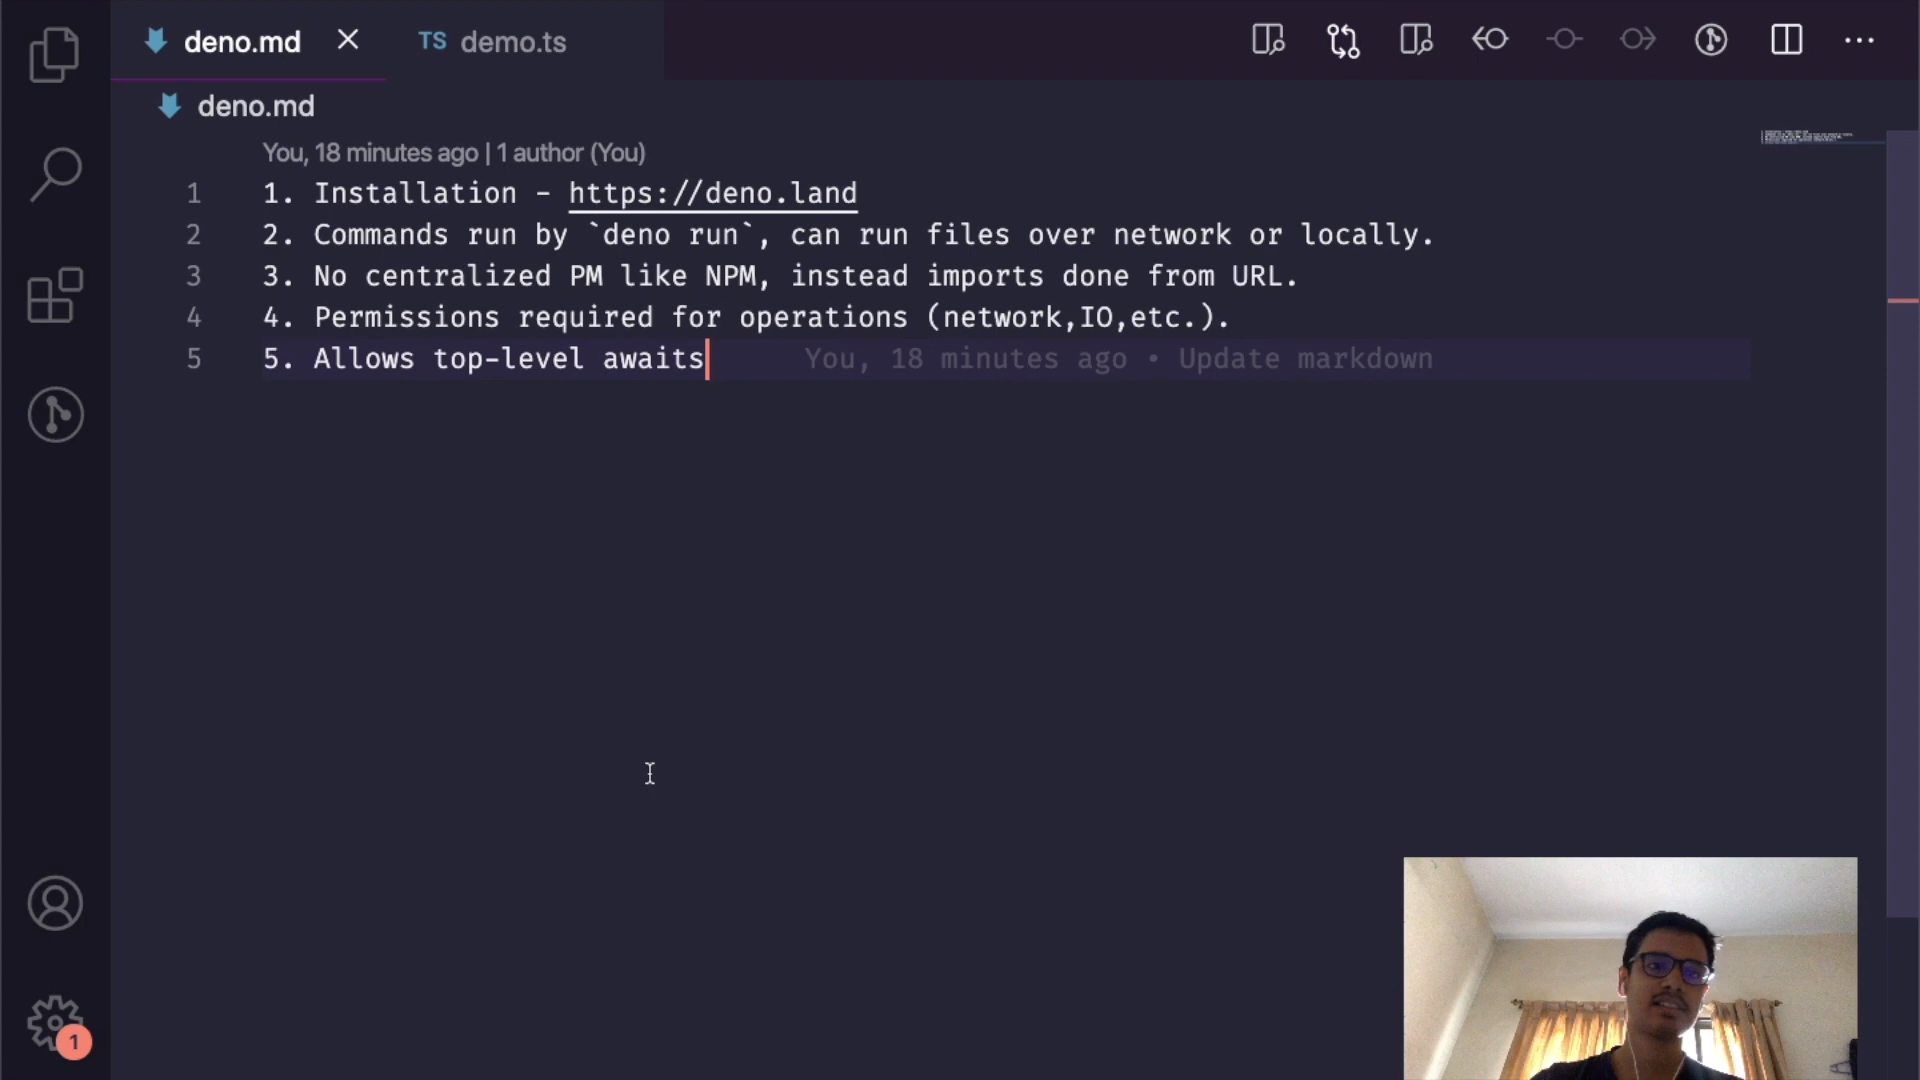 deno.md
TS demo.ts
deno.md
You, 18 minutes ago | 1 author (You)
1 1. Installation - https://deno.land
2 2. Commands run by `deno run`, can run files over network or locally.
3 3. No centralized PM like NPM, instead imports done from URL.
4 4. Permissions required for operations (network,IO,etc.).
5 5. Allows top-level awaits You, 18 minutes ago • Update markdown
1